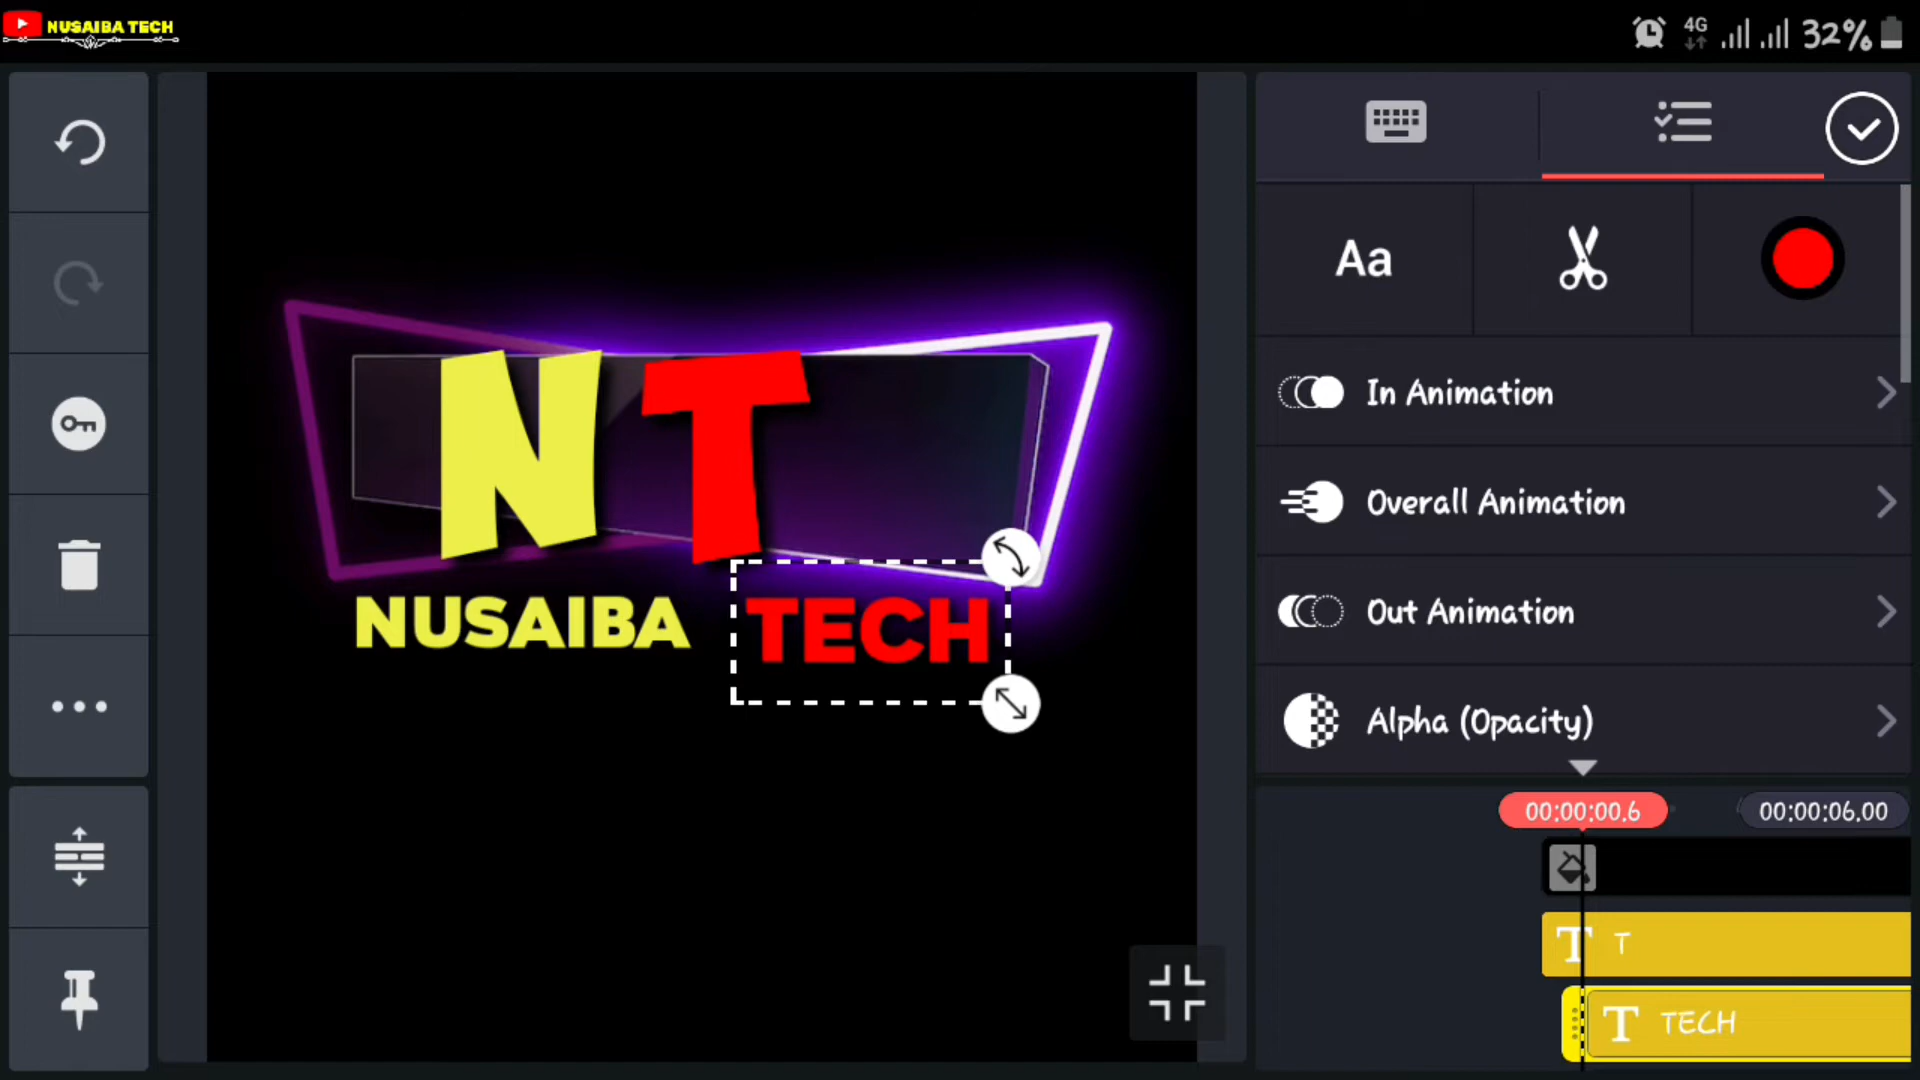 NUSAIBA TECH
4G
32%
Aa
In Animation
NT
Overall Animation
Out Animation
NUSAIBA TECH
Alpha (Opacity)
00:00:00.6
00:00:06.00
T T
T TECH